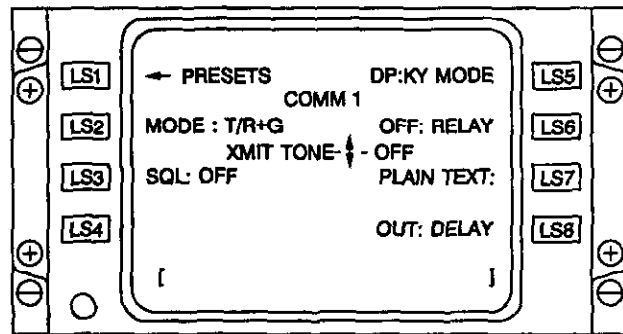 LS1 ← PRESETS DP:KY MODE LS5
COMM 1
LS2 MODE : T/R+G OFF: RELAY LS6
XMIT TONE- - OFF
LS3 SQL: OFF PLAIN TEXT: LS7
LS4 OUT: DELAY LS8
[ ]